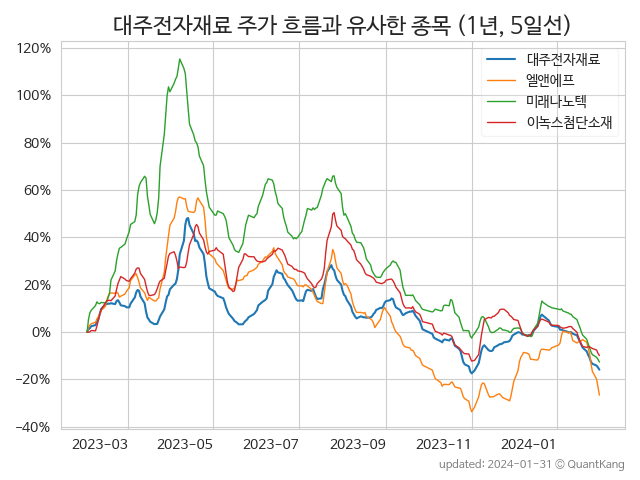 대주전자재료 주가 흐름과 유사한 종목 (1년, 5일선)
대주전자재료
엘앤에프
미래나노텍
이녹스첨단소재
120%
100%
80%
60%
40%
20%
0%
−20%
−40%
2023-03
2023-05
2023-07
2023-09
2023-11
2024-01
updated: 2024-01-31 © QuantKang